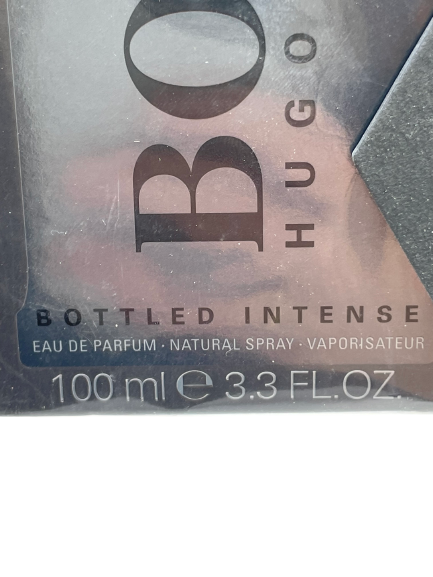 BO
HUGO
BOTTLED INTENSE
EAU DE PARFUM · NATURAL SPRAY · VAPORISATEUR
100 ml ℮ 3.3 FL.OZ.